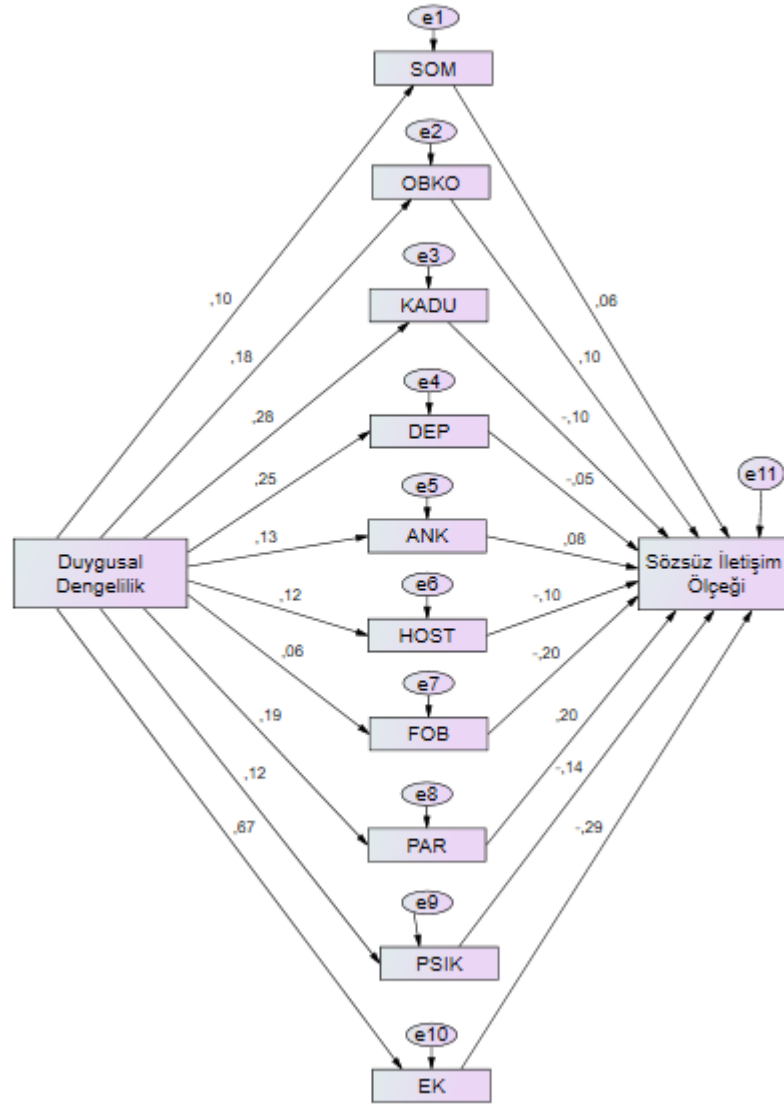 e1
SOM
e2
OBKO
e3
,10
,06
KADU
,18
,10
e4
,28
-,10
DEP
,25
-,05
e11
e5
ANK
,13
,08
Duygusal
Dengelilik
Sözsüz İletişim
Ölçeği
e6
,12
-,10
HOST
,06
-,20
e7
FOB
,19
,20
,12
-,14
e8
,67
-,29
PAR
e9
PSIK
e10
EK